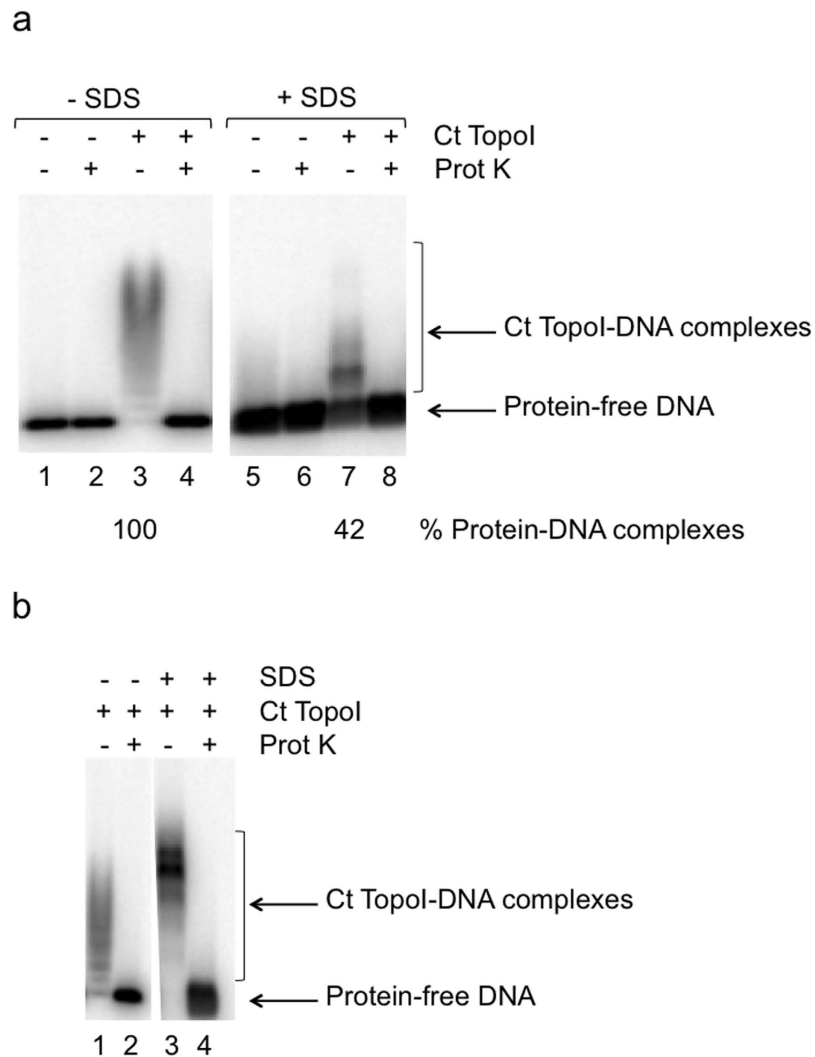 a
- SDS + SDS
- - + + - - + + Ct TopoI
- + - + - + - + Prot K
Ct TopoI-DNA complexes
Protein-free DNA
1 2 3 4 5 6 7 8
100 42 % Protein-DNA complexes
b
- - + + SDS
+ + + + Ct TopoI
- + - + Prot K
Ct TopoI-DNA complexes
Protein-free DNA
1 2 3 4